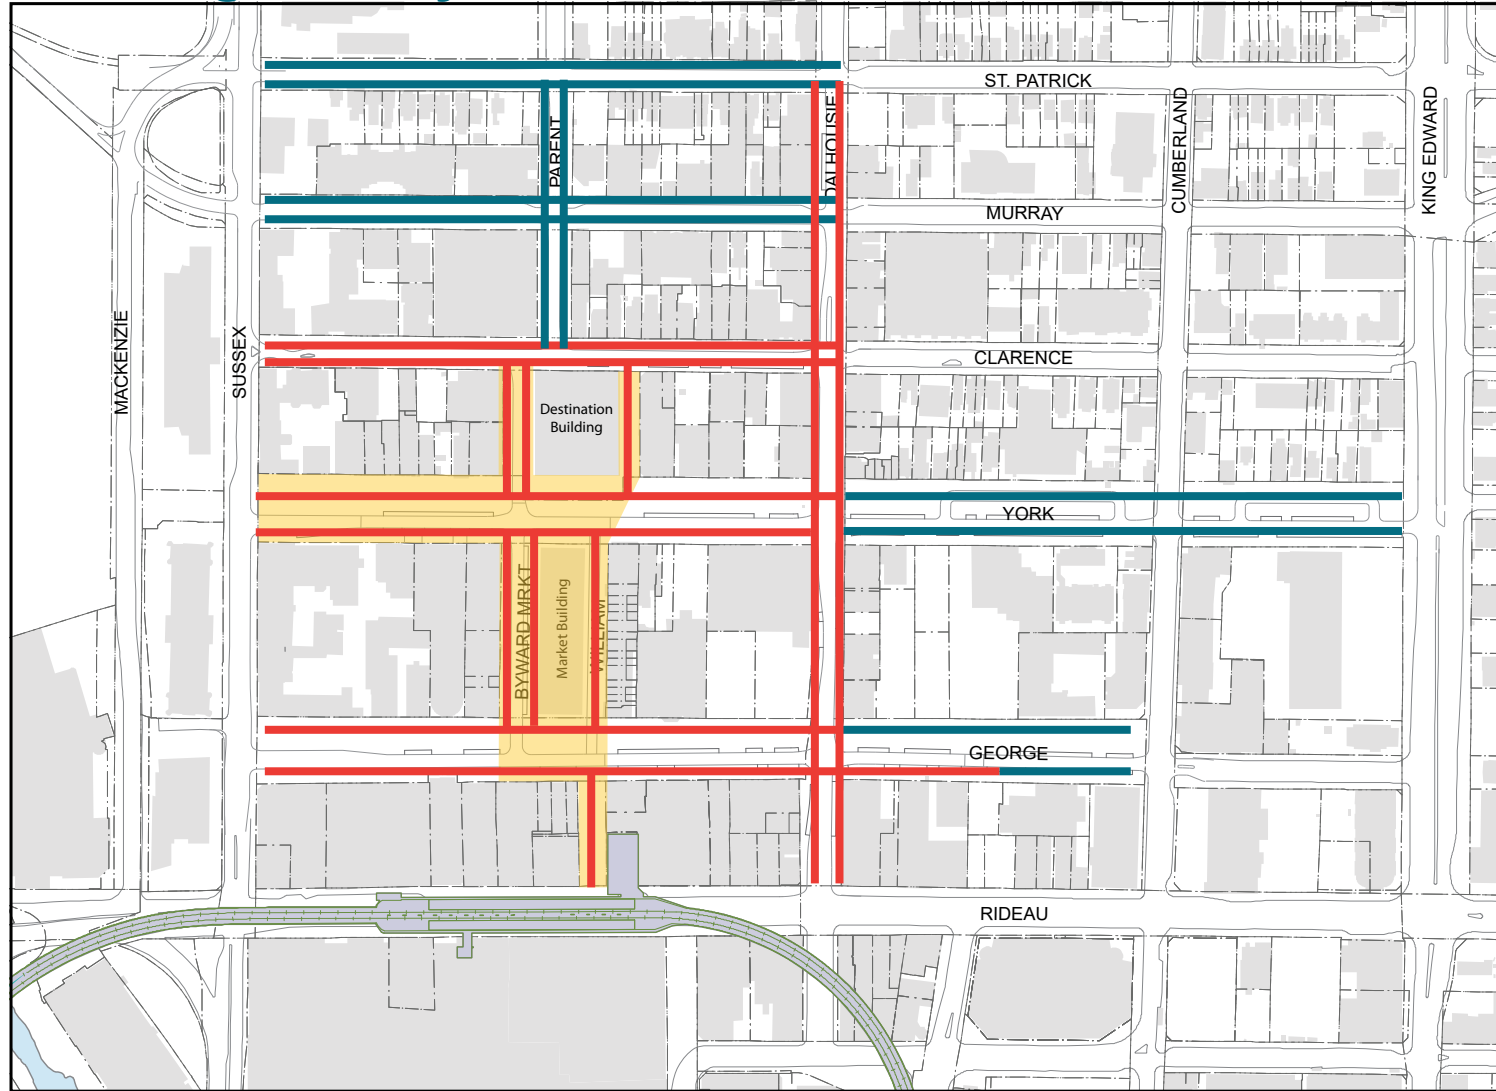 ST. PATRICK
PARENT
DALHOUSIE
CUMBERLAND
KING EDWARD
MURRAY
MACKENZIE
SUSSEX
CLARENCE
Destination
Building
YORK
BYWARD MRKT
Market Building
WILLIAM
GEORGE
RIDEAU